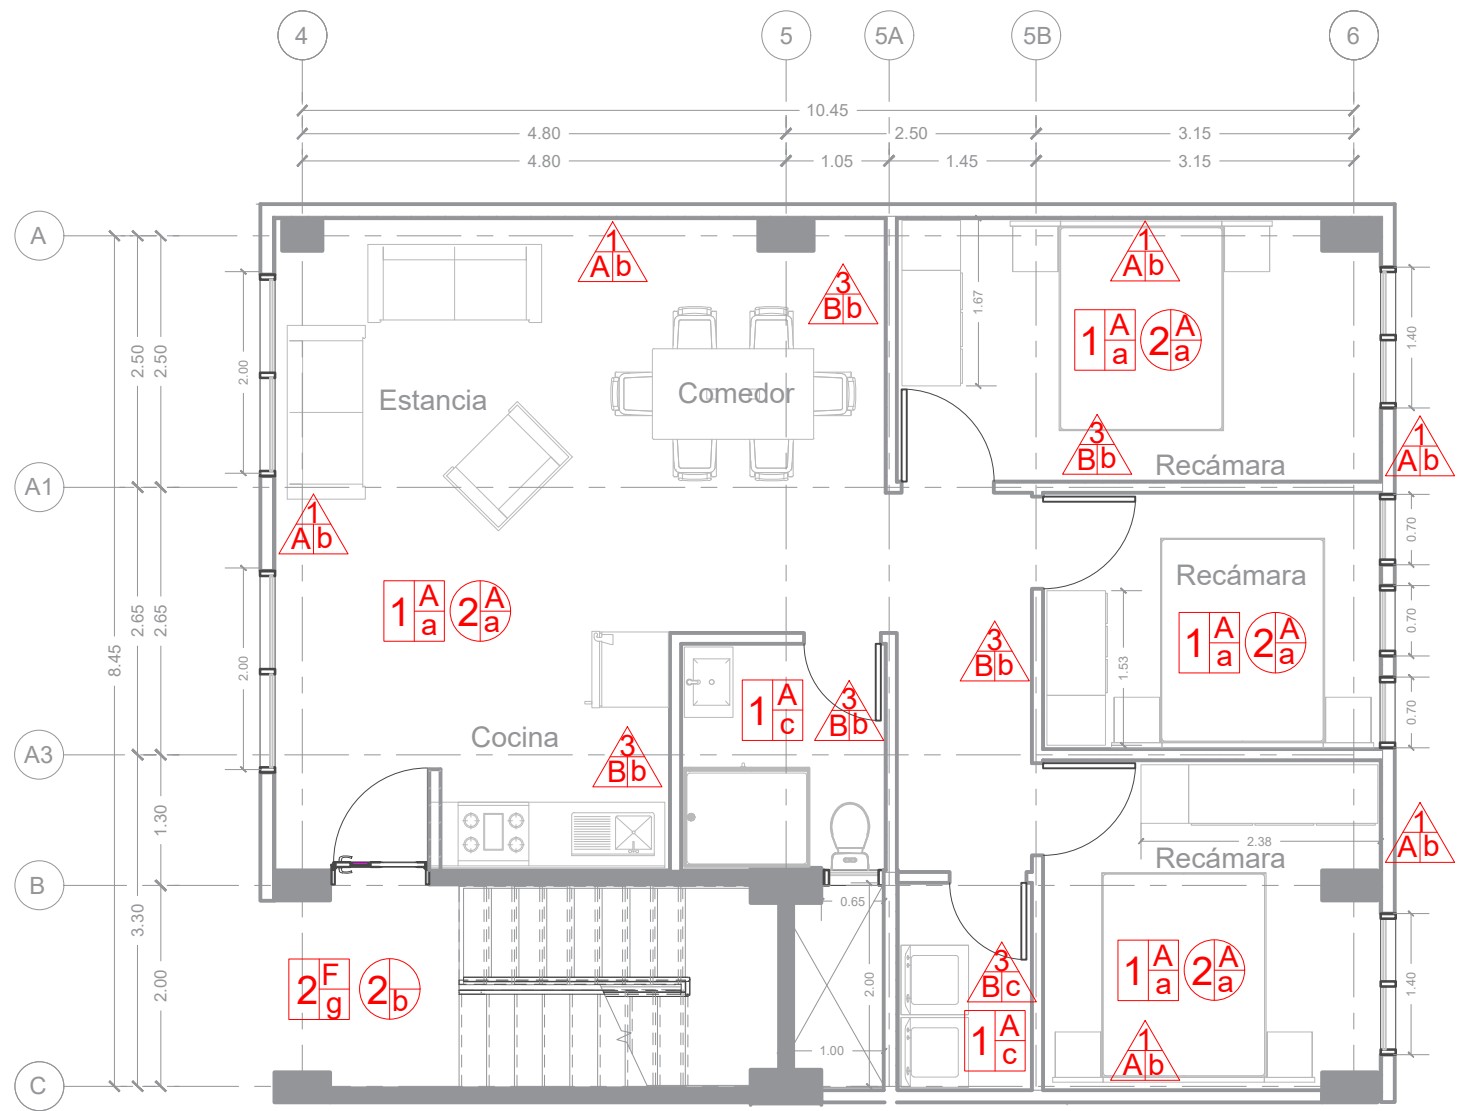 4 5 5A 5B 6
10.45
4.80 2.50 3.15
4.80 1.05 1.45 3.15
A
1
A b
1
A b
3
B b
1.67
1.40
2.00
2.50 2.50
1 A a 2 A a
Estancia
Comedor
3
B b
Recámara
1
A b
A1
1
A b
0.70
Recámara
1 A a 2 A a
0.70
1 A a 2 A a
8.45
2.65 2.65
2.00
3
B b
1.53
1 A c
3
B b
0.70
Cocina
3
B b
A3
1.30
2.38
1
A b
Recámara
B
0.65
3.30
2.00
2 F g 2 b
2.00
3
B c
1 A a 2 A a
1.40
1.00
1 A c
1
A b
C